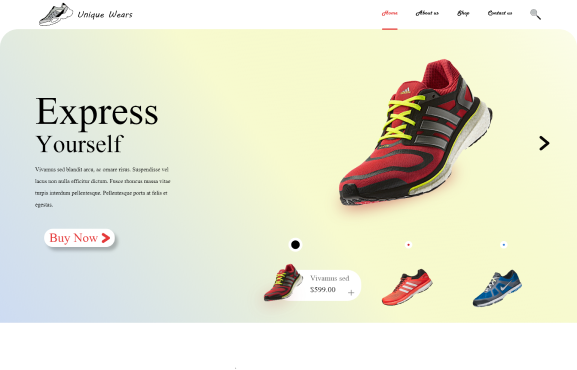 Unique Wears
Home About us Shop Contact us
Express
Yourself
Vivamus sed blandit arcu, ac ornare risus. Suspendisse vel
lacus non nulla efficitur dictum. Fusce rhoncus massa vitae
turpis interdum pellentesque. Pellentesque porta at felis et
egestas.
Buy Now
Vivamus sed
$599.00
+
adidas